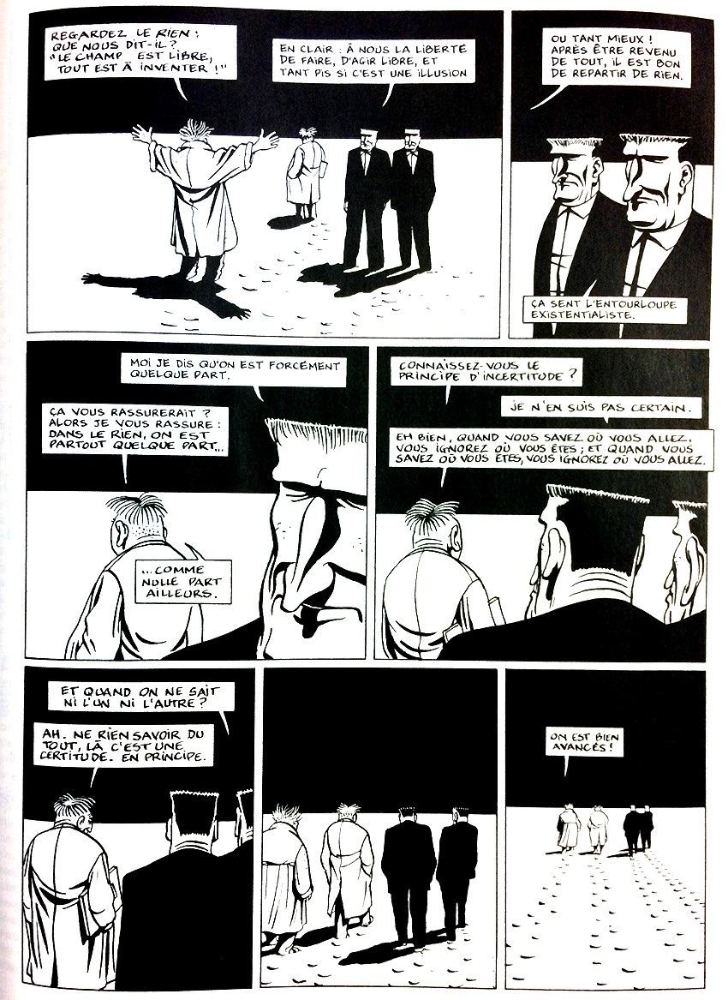 REGARDEZ LE RIEN :
QUE NOUS DIT-IL ?
"LE CHAMP EST LIBRE,
TOUT EST À INVENTER !"
EN CLAIR : À NOUS LA LIBERTÉ
DE FAIRE, D'AGIR LIBRE, ET
TANT PIS SI C'EST UNE ILLUSION
OU TANT MIEUX !
APRÈS ÊTRE REVENU
DE TOUT, IL EST BON
DE REPARTIR DE RIEN.
ÇA SENT L'ENTOURLOUPE
EXISTENTIALISTE.
MOI JE DIS QU'ON EST FORCÉMENT
QUELQUE PART.
ÇA VOUS RASSURERAIT ?
ALORS JE VOUS RASSURE :
DANS LE RIEN, ON EST
PARTOUT QUELQUE PART...
...COMME
NULLE PART
AILLEURS.
CONNAISSEZ-VOUS LE
PRINCIPE D'INCERTITUDE ?
JE N'EN SUIS PAS CERTAIN.
EH BIEN, QUAND VOUS SAVEZ OÙ VOUS ALLEZ,
VOUS IGNOREZ OÙ VOUS ÊTES ; ET QUAND VOUS
SAVEZ OÙ VOUS ÊTES, VOUS IGNOREZ OÙ VOUS ALLEZ.
ET QUAND ON NE SAIT
NI L'UN NI L'AUTRE ?
AH. NE RIEN SAVOIR DU
TOUT, LÀ C'EST UNE
CERTITUDE. EN PRINCIPE.
ON EST BIEN
AVANCÉS !